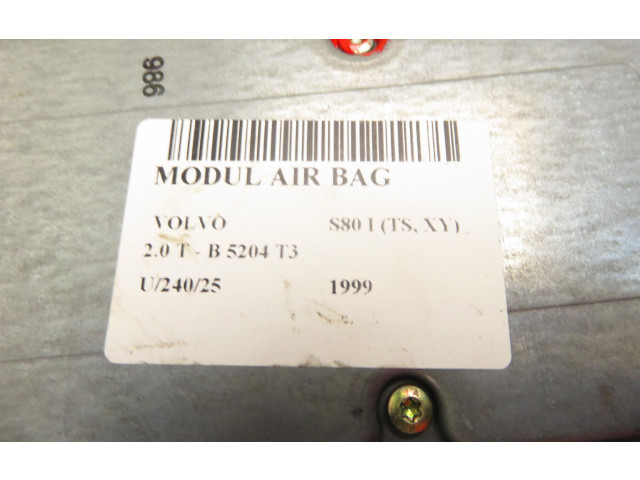 986
MODUL AIR BAG
VOLVO S80 I (TS, XY)
2.0 T - B 5204 T3
U/240/25 1999